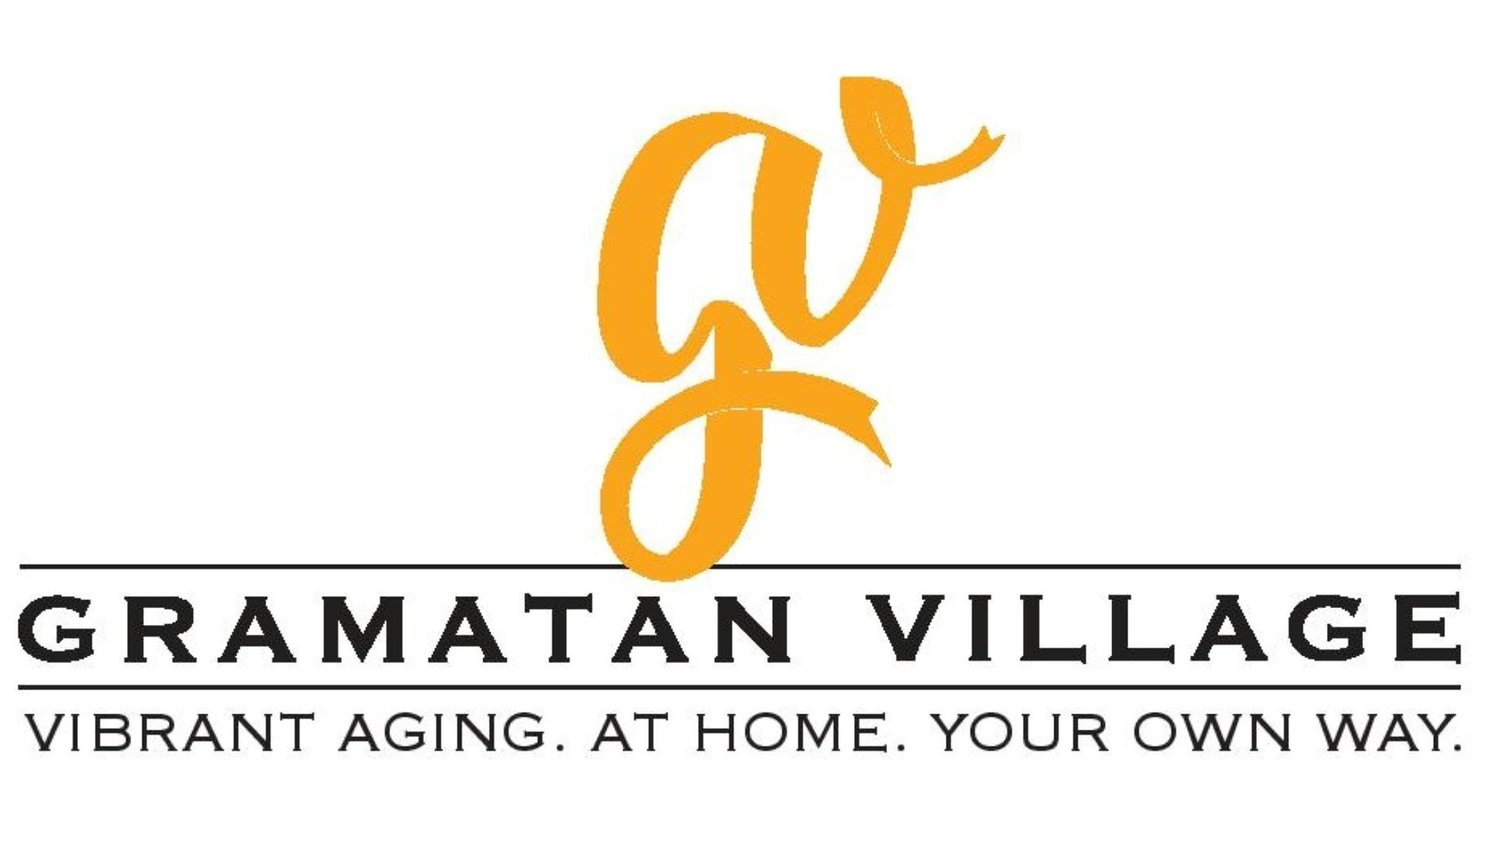 gv
GRAMATAN VILLAGE
VIBRANT AGING. AT HOME. YOUR OWN WAY.